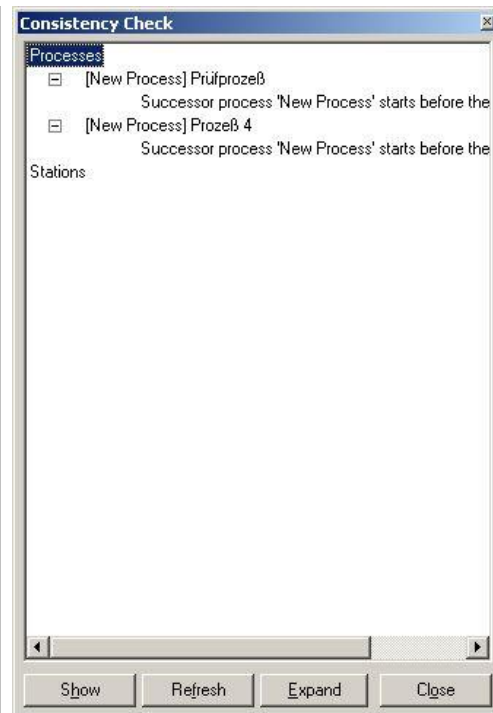 Consistency Check
Processes
[New Process] Prüfprozeß
Successor process 'New Process' starts before the
[New Process] Prozeß 4
Successor process 'New Process' starts before the
Stations
Show Refresh Expand Close